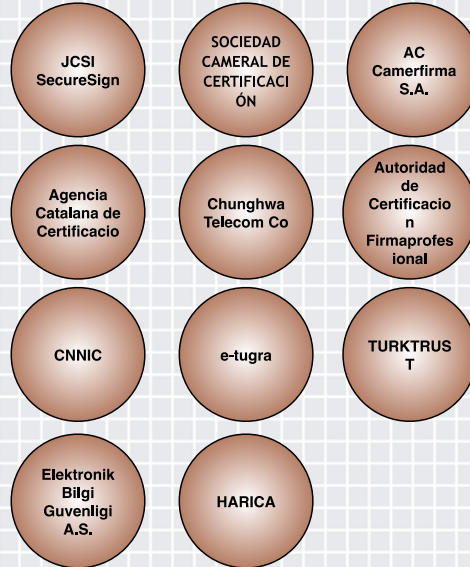 JCSI
SecureSign
SOCIEDAD
CAMERAL DE
CERTIFICACI
ÓN
AC
Camerfirma
S.A.
Agencia
Catalana de
Certificacio
Chunghwa
Telecom Co
Autoridad
de
Certificacio
n
Firmaprofes
ional
CNNIC
e-tugra
TURKTRUS
T
Elektronik
Bilgi
Guvenligi
A.S.
HARICA